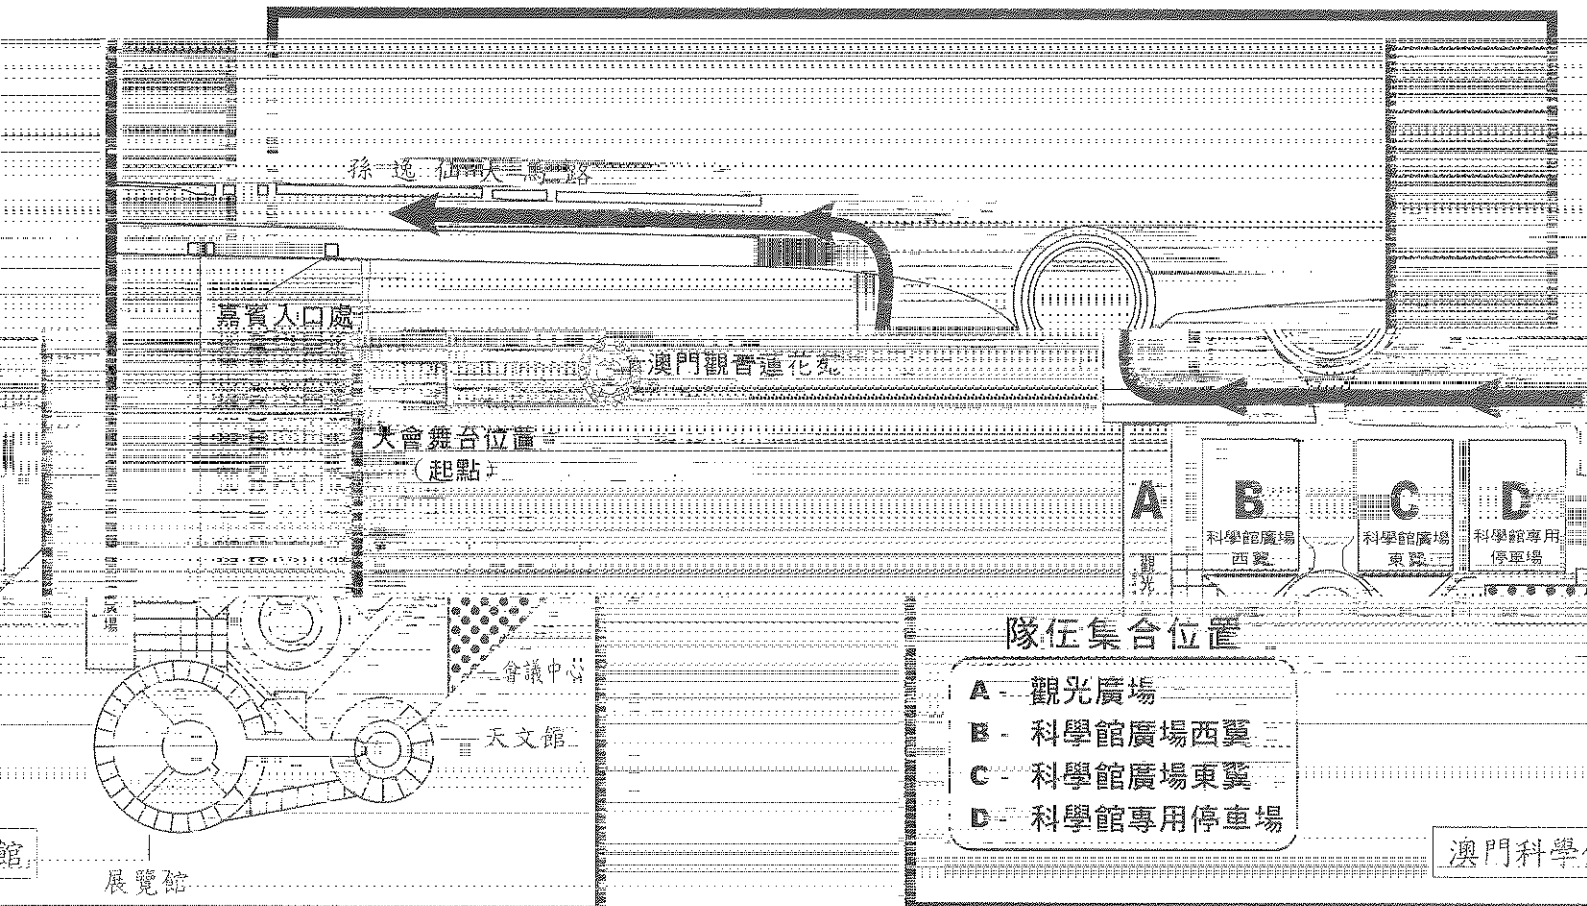 孫逸仙大馬路
嘉賓入口處
澳門觀音蓮花苑
大會舞台位置
（起點）
A
B
C
D
科學館廣場
西翼
科學館廣場
東翼
科學館專用
停車場
觀光
場
隊伍集合位置
A - 觀光廣場
B - 科學館廣場西翼
C - 科學館廣場東翼
D - 科學館專用停車場
會議中心
天文館
館
展覽館
澳門科學